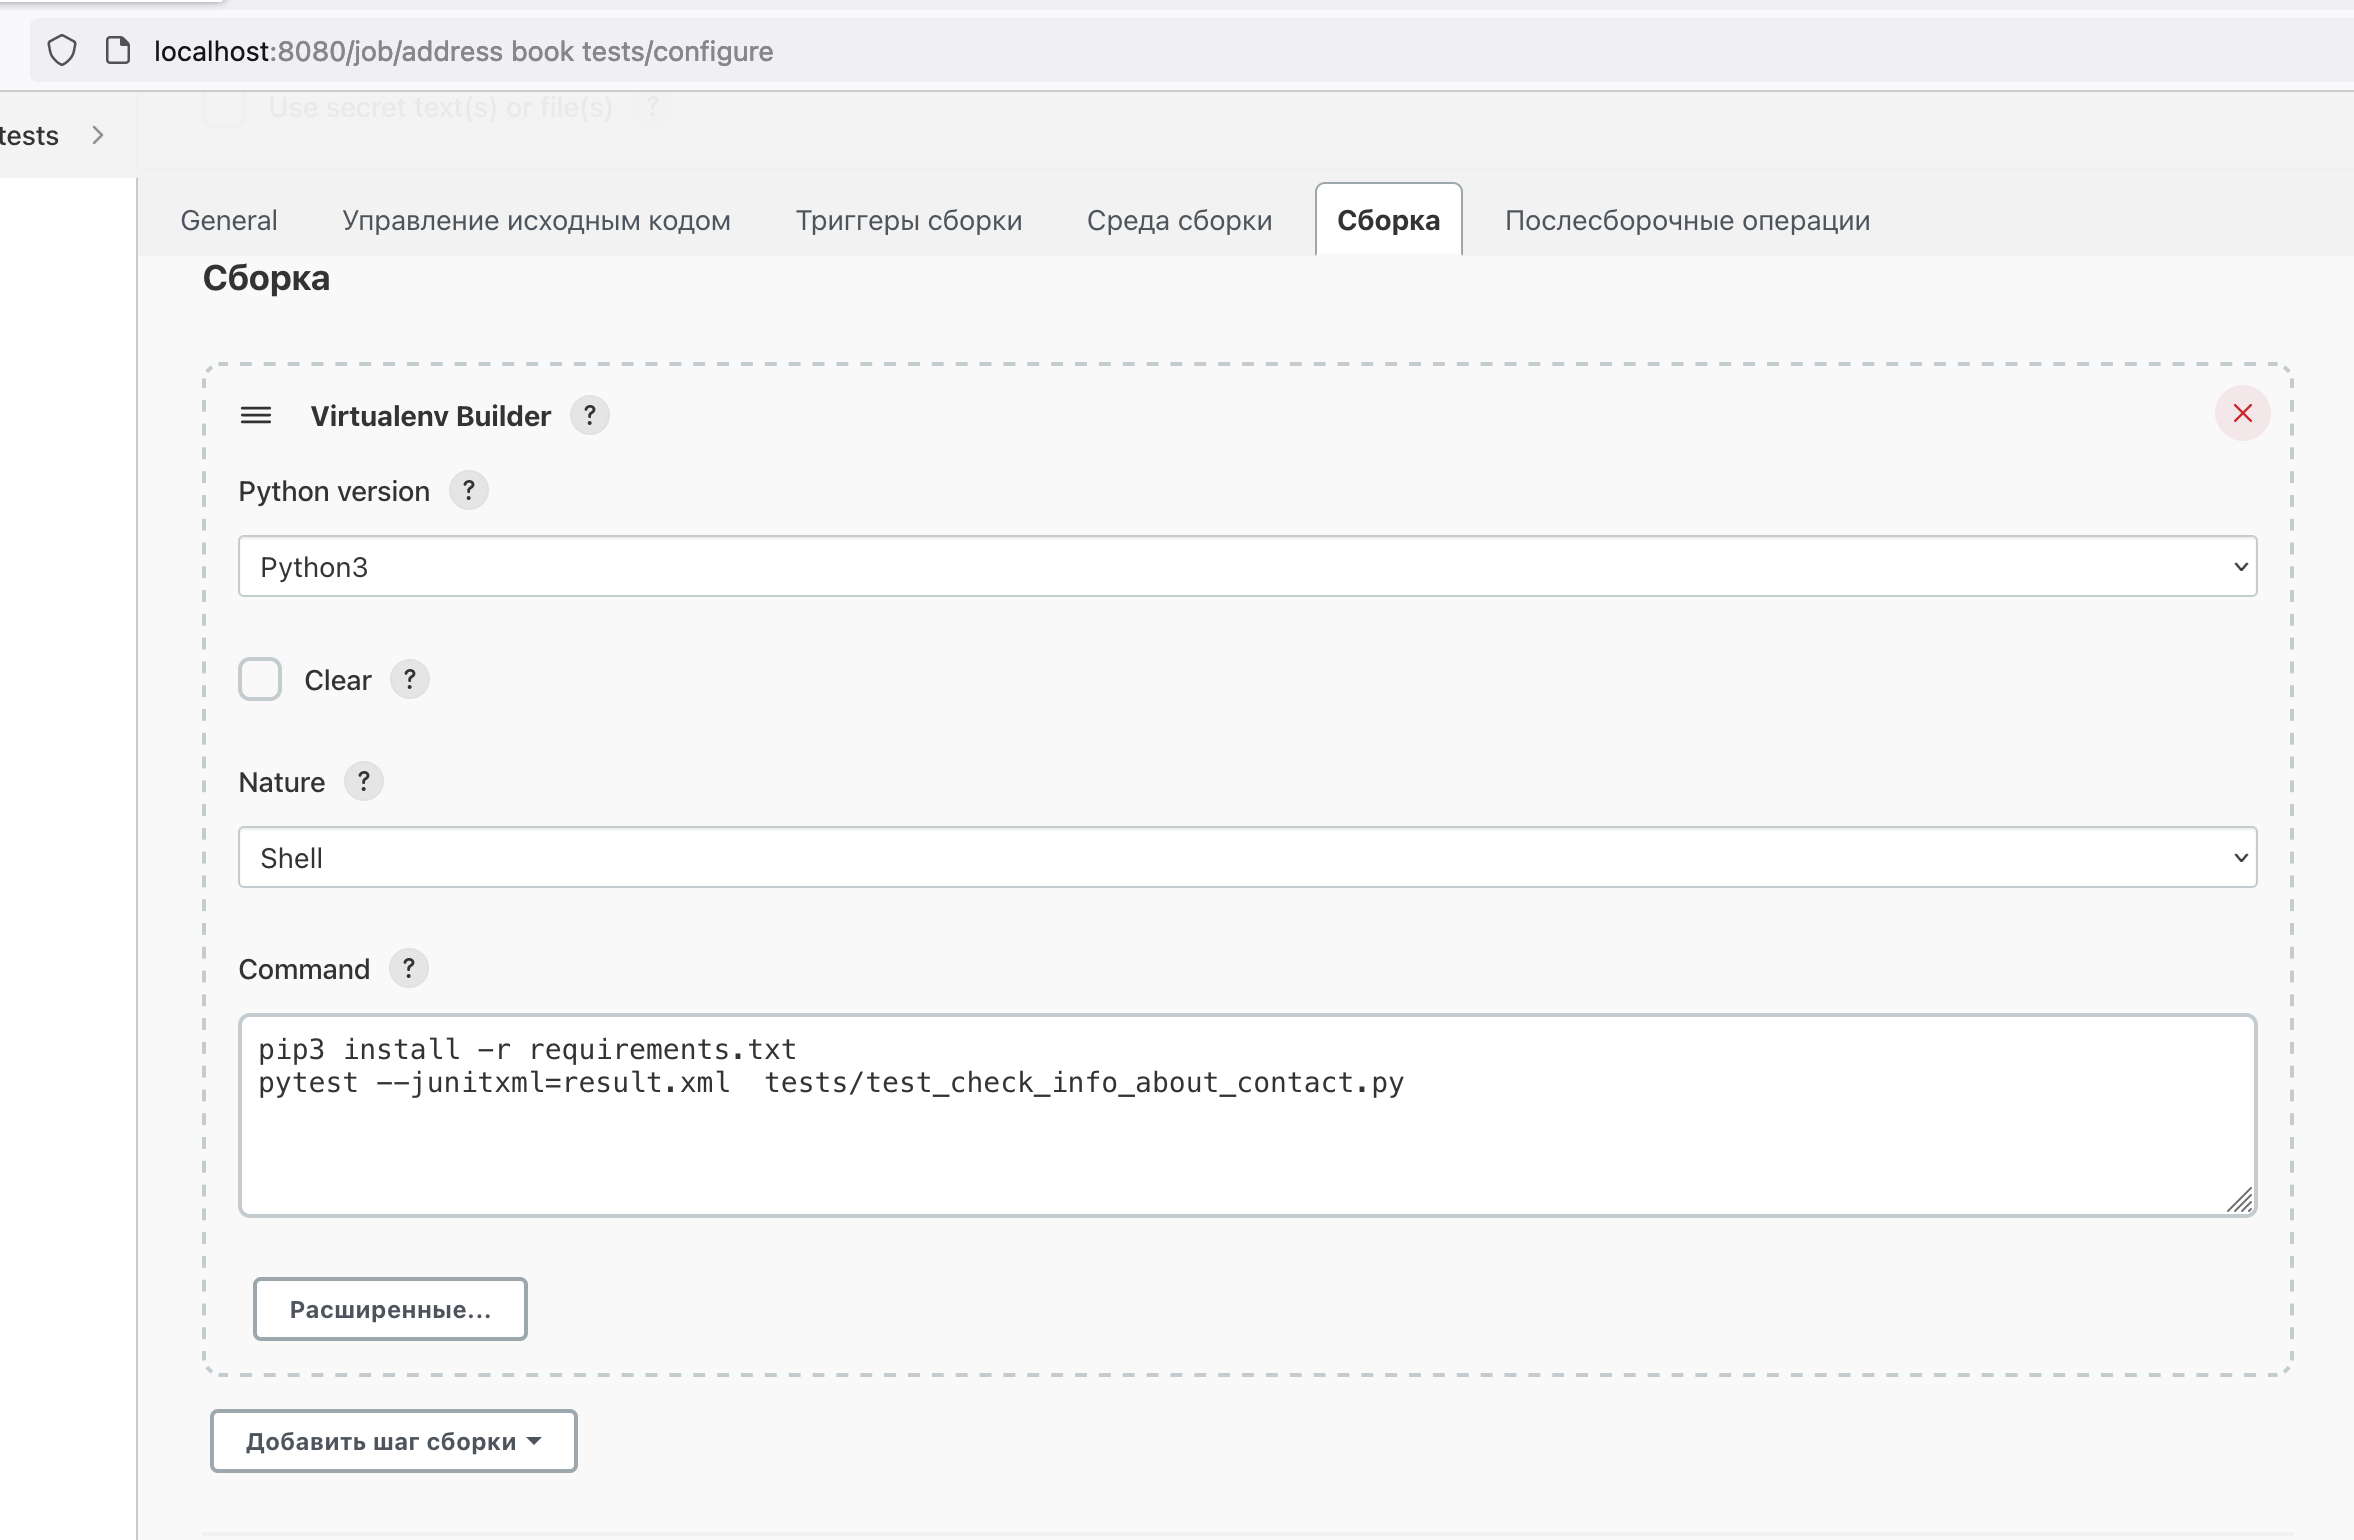 localhost:8080/job/address book tests/configure
Use secret text(s) or file(s) ?
tests
General Управление исходным кодом Триггеры сборки Среда сборки Сборка Послесборочные операции
Сборка
Virtualenv Builder ?
Python version ?
Python3
Clear ?
Nature ?
Shell
Command ?
pip3 install -r requirements.txt
pytest --junitxml=result.xml  tests/test_check_info_about_contact.py
Расширенные...
Добавить шаг сборки